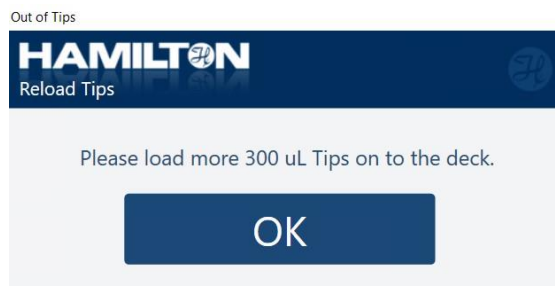 Out of Tips
HAMILTON
Reload Tips
Please load more 300 uL Tips on to the deck.
OK